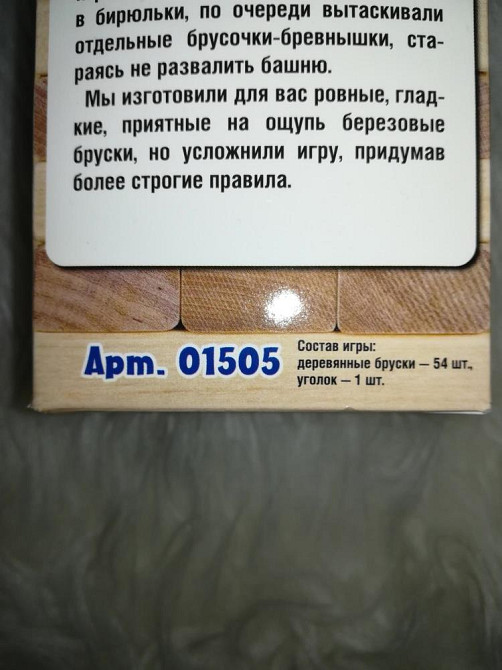 в бирюльки, по очереди вытаскивали
отдельные брусочки-бревнышки, ста-
раясь не развалить башню.
Мы изготовили для вас ровные, глад-
кие, приятные на ощупь березовые
бруски, но усложнили игру, придумав
более строгие правила.
Арт. 01505
Состав игры:
деревянные бруски — 54 шт.,
уголок — 1 шт.